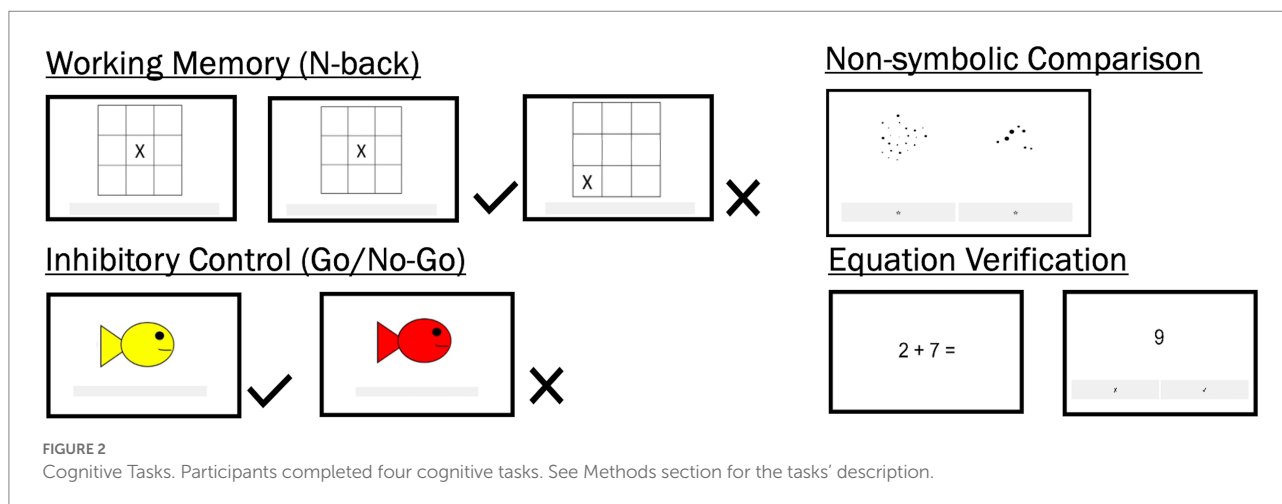 Working Memory (N-back)
X
X
X
Non-symbolic Comparison
☆ ☆
Inhibitory Control (Go/No-Go)
Equation Verification
2 + 7 =
9
✗ ✓
FIGURE 2
Cognitive Tasks. Participants completed four cognitive tasks. See Methods section for the tasks’ description.